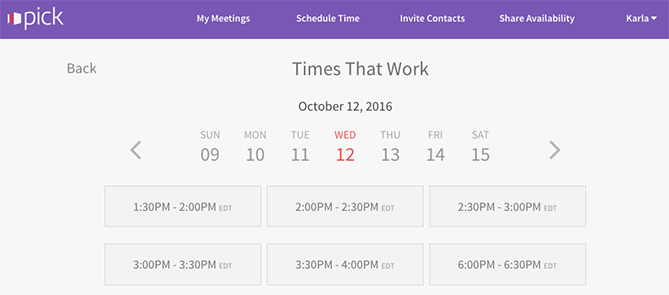 pick My Meetings Schedule Time Invite Contacts Share Availability Karla
Back Times That Work
October 12, 2016
SUN MON TUE WED THU FRI SAT
09 10 11 12 13 14 15
1:30PM - 2:00PM EDT 2:00PM - 2:30PM EDT 2:30PM - 3:00PM EDT
3:00PM - 3:30PM EDT 3:30PM - 4:00PM EDT 6:00PM - 6:30PM EDT